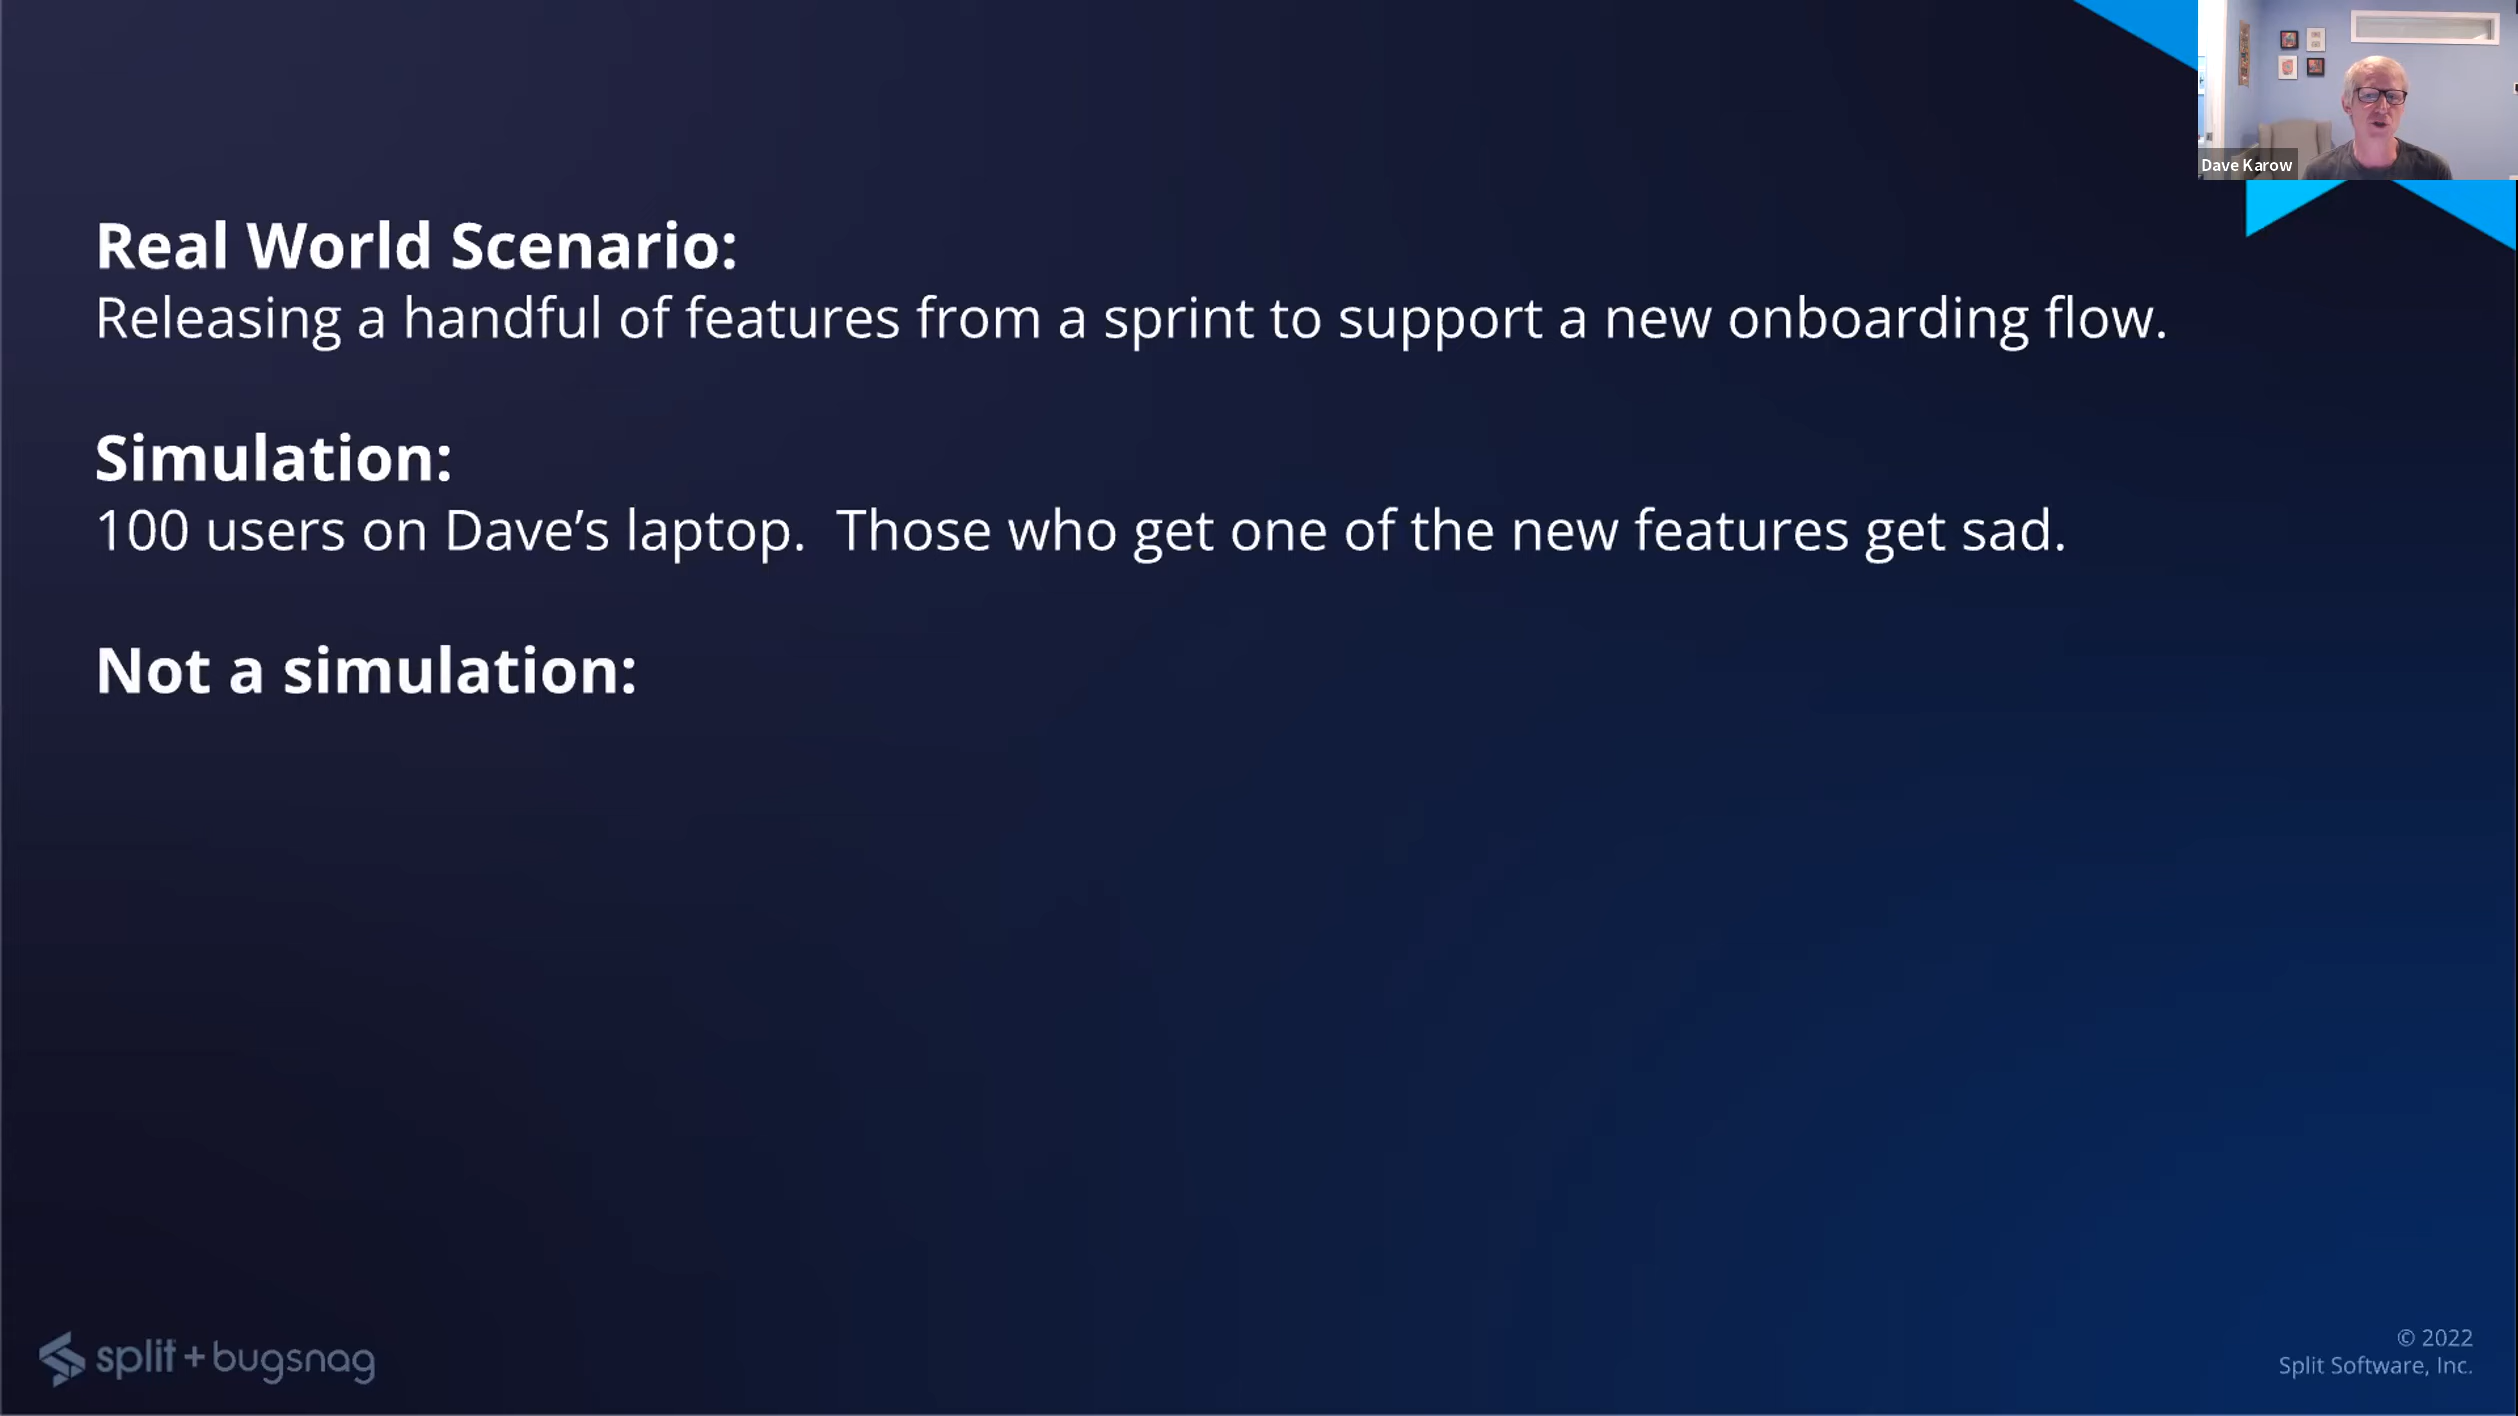 Dave Karow
Real World Scenario:
Releasing a handful of features from a sprint to support a new onboarding flow.
Simulation:
100 users on Dave’s laptop.  Those who get one of the new features get sad.
Not a simulation:
split + bugsnag
© 2022
Split Software, Inc.